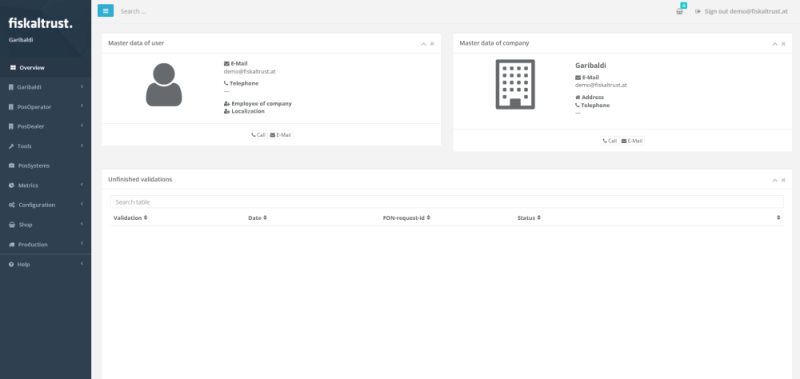 fiskaltrust.
Garibaldi
Search ...
Sign out demo@fiskaltrust.at
Overview
Garibaldi
PosOperator
PosDealer
Tools
PosSystems
Metrics
Configuration
Shop
Production
Help
Master data of user
E-Mail
demo@fiskaltrust.at
Telephone
—
Employee of company
Localization
Call E-Mail
Master data of company
Garibaldi
E-Mail
demo@fiskaltrust.at
Address
Telephone
—
Call E-Mail
Unfinished validations
Search table
Validation Date FON-request-id Status